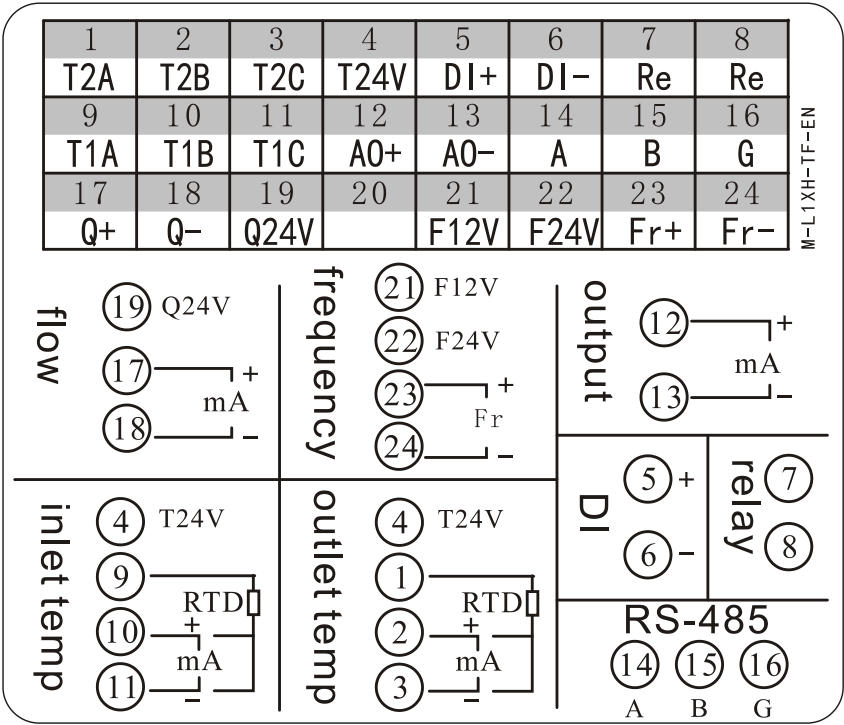 1 2 3 4 5 6 7 8
T2A T2B T2C T24V DI+ DI- Re Re
9 10 11 12 13 14 15 16
T1A T1B T1C AO+ AO- A B G
17 18 19 20 21 22 23 24
Q+ Q- Q24V F12V F24V Fr+ Fr-
M-L1XH-TF-EN
flow
19 Q24V
17 +
mA
18 -
frequency
21 F12V
22 F24V
23 +
Fr
24 -
output
12 +
mA
13 -
inlet temp
4 T24V
9
RTD
10 +
mA
11 -
outlet temp
4 T24V
1
RTD
2 +
mA
3 -
DI
5 +
6 -
relay
7
8
RS-485
14 15 16
A B G